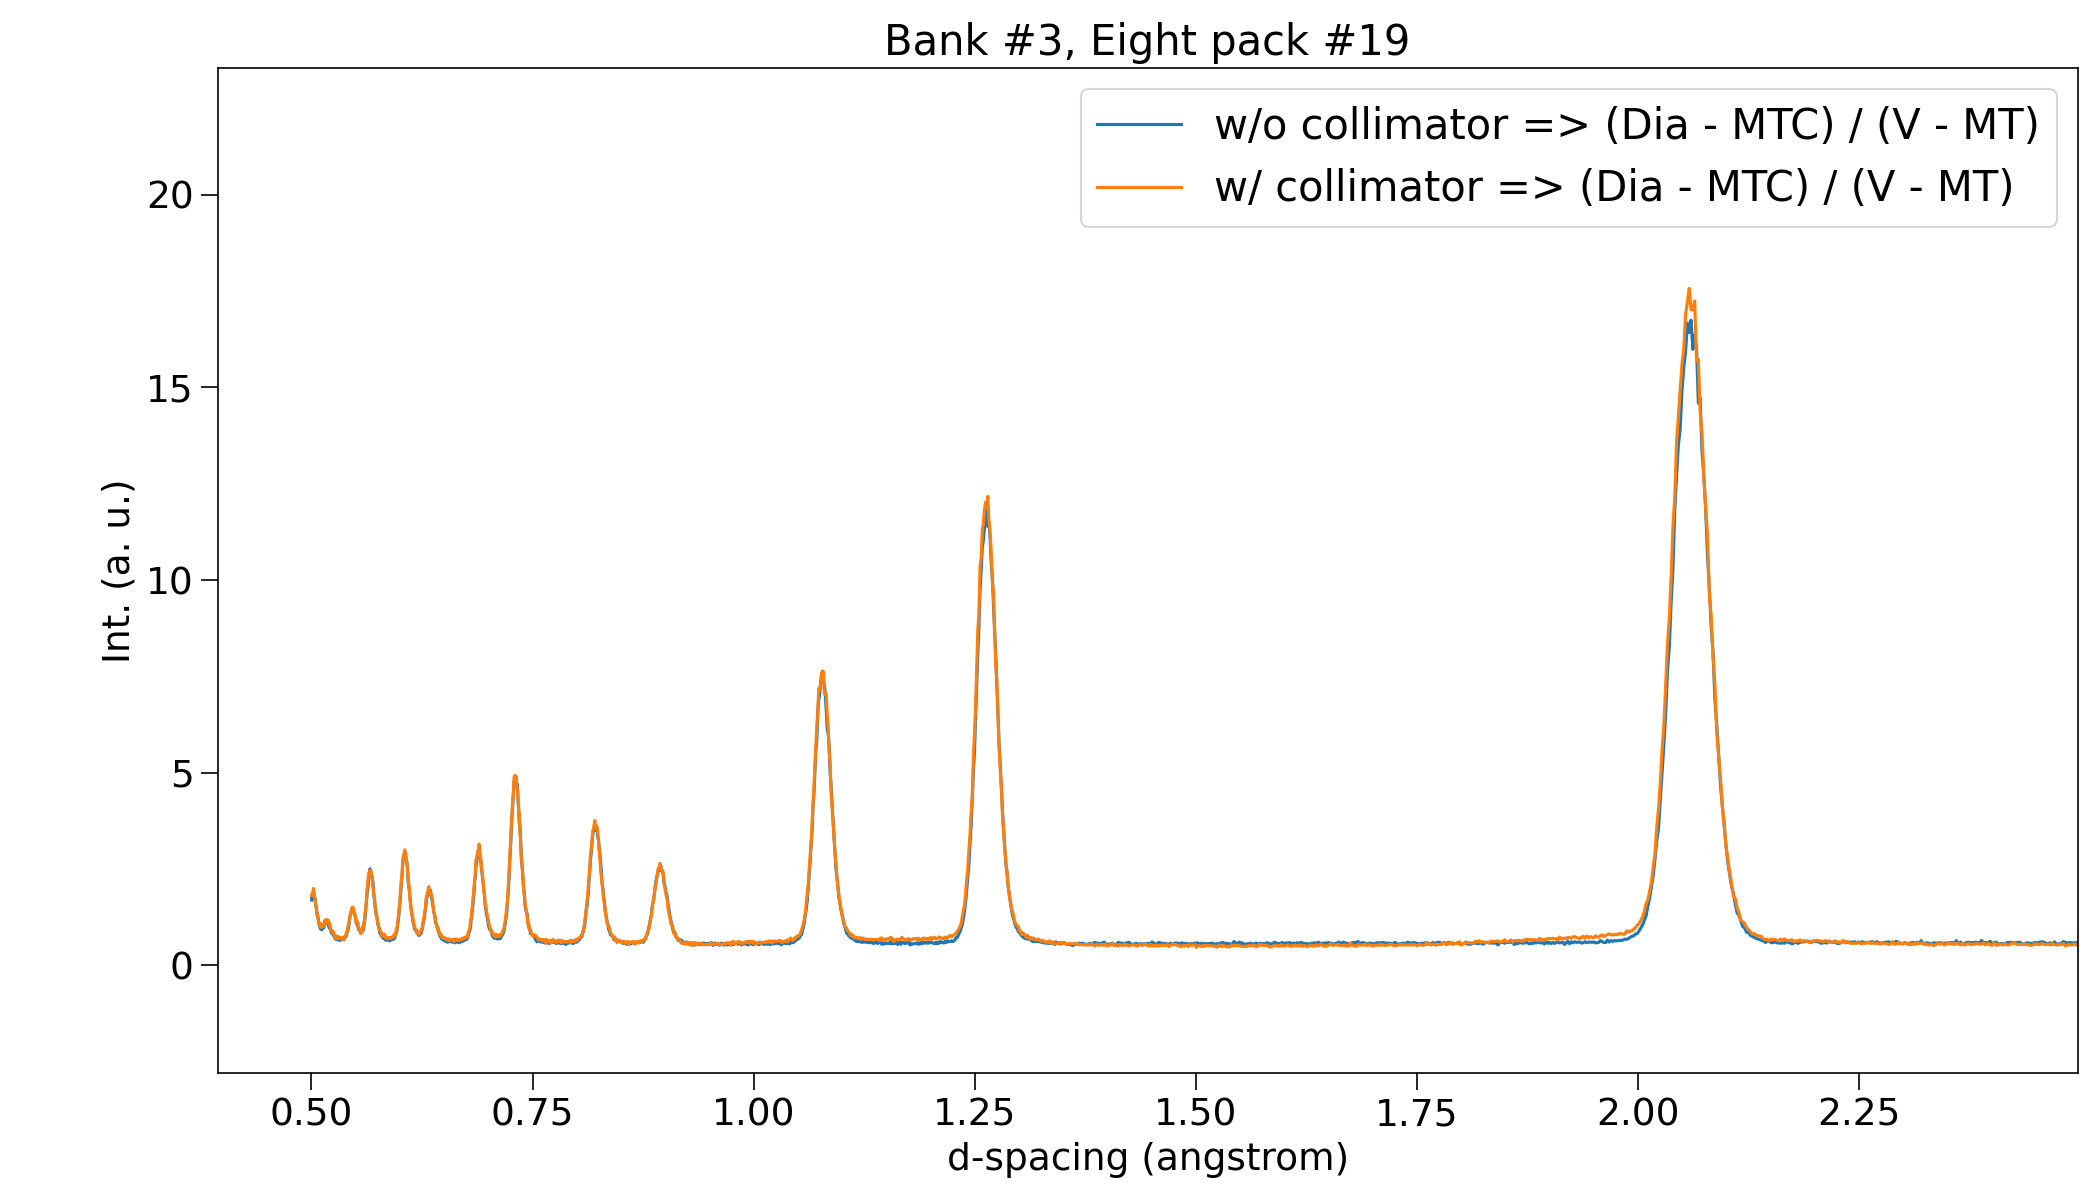 Bank #3, Eight pack #19
w/o collimator => (Dia - MTC) / (V - MT)
w/ collimator => (Dia - MTC) / (V - MT)
20
15
10
5
0
Int. (a. u.)
0.50 0.75 1.00 1.25 1.50 1.75 2.00 2.25
d-spacing (angstrom)